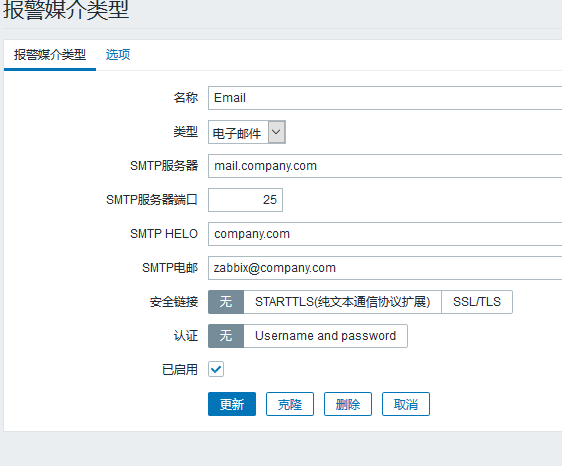 报警媒介类型
报警媒介类型 选项
名称 Email
类型 电子邮件
SMTP服务器 mail.company.com
SMTP服务器端口 25
SMTP HELO company.com
SMTP电邮 zabbix@company.com
安全链接 无 STARTTLS(纯文本通信协议扩展) SSL/TLS
认证 无 Username and password
已启用
更新 克隆 删除 取消